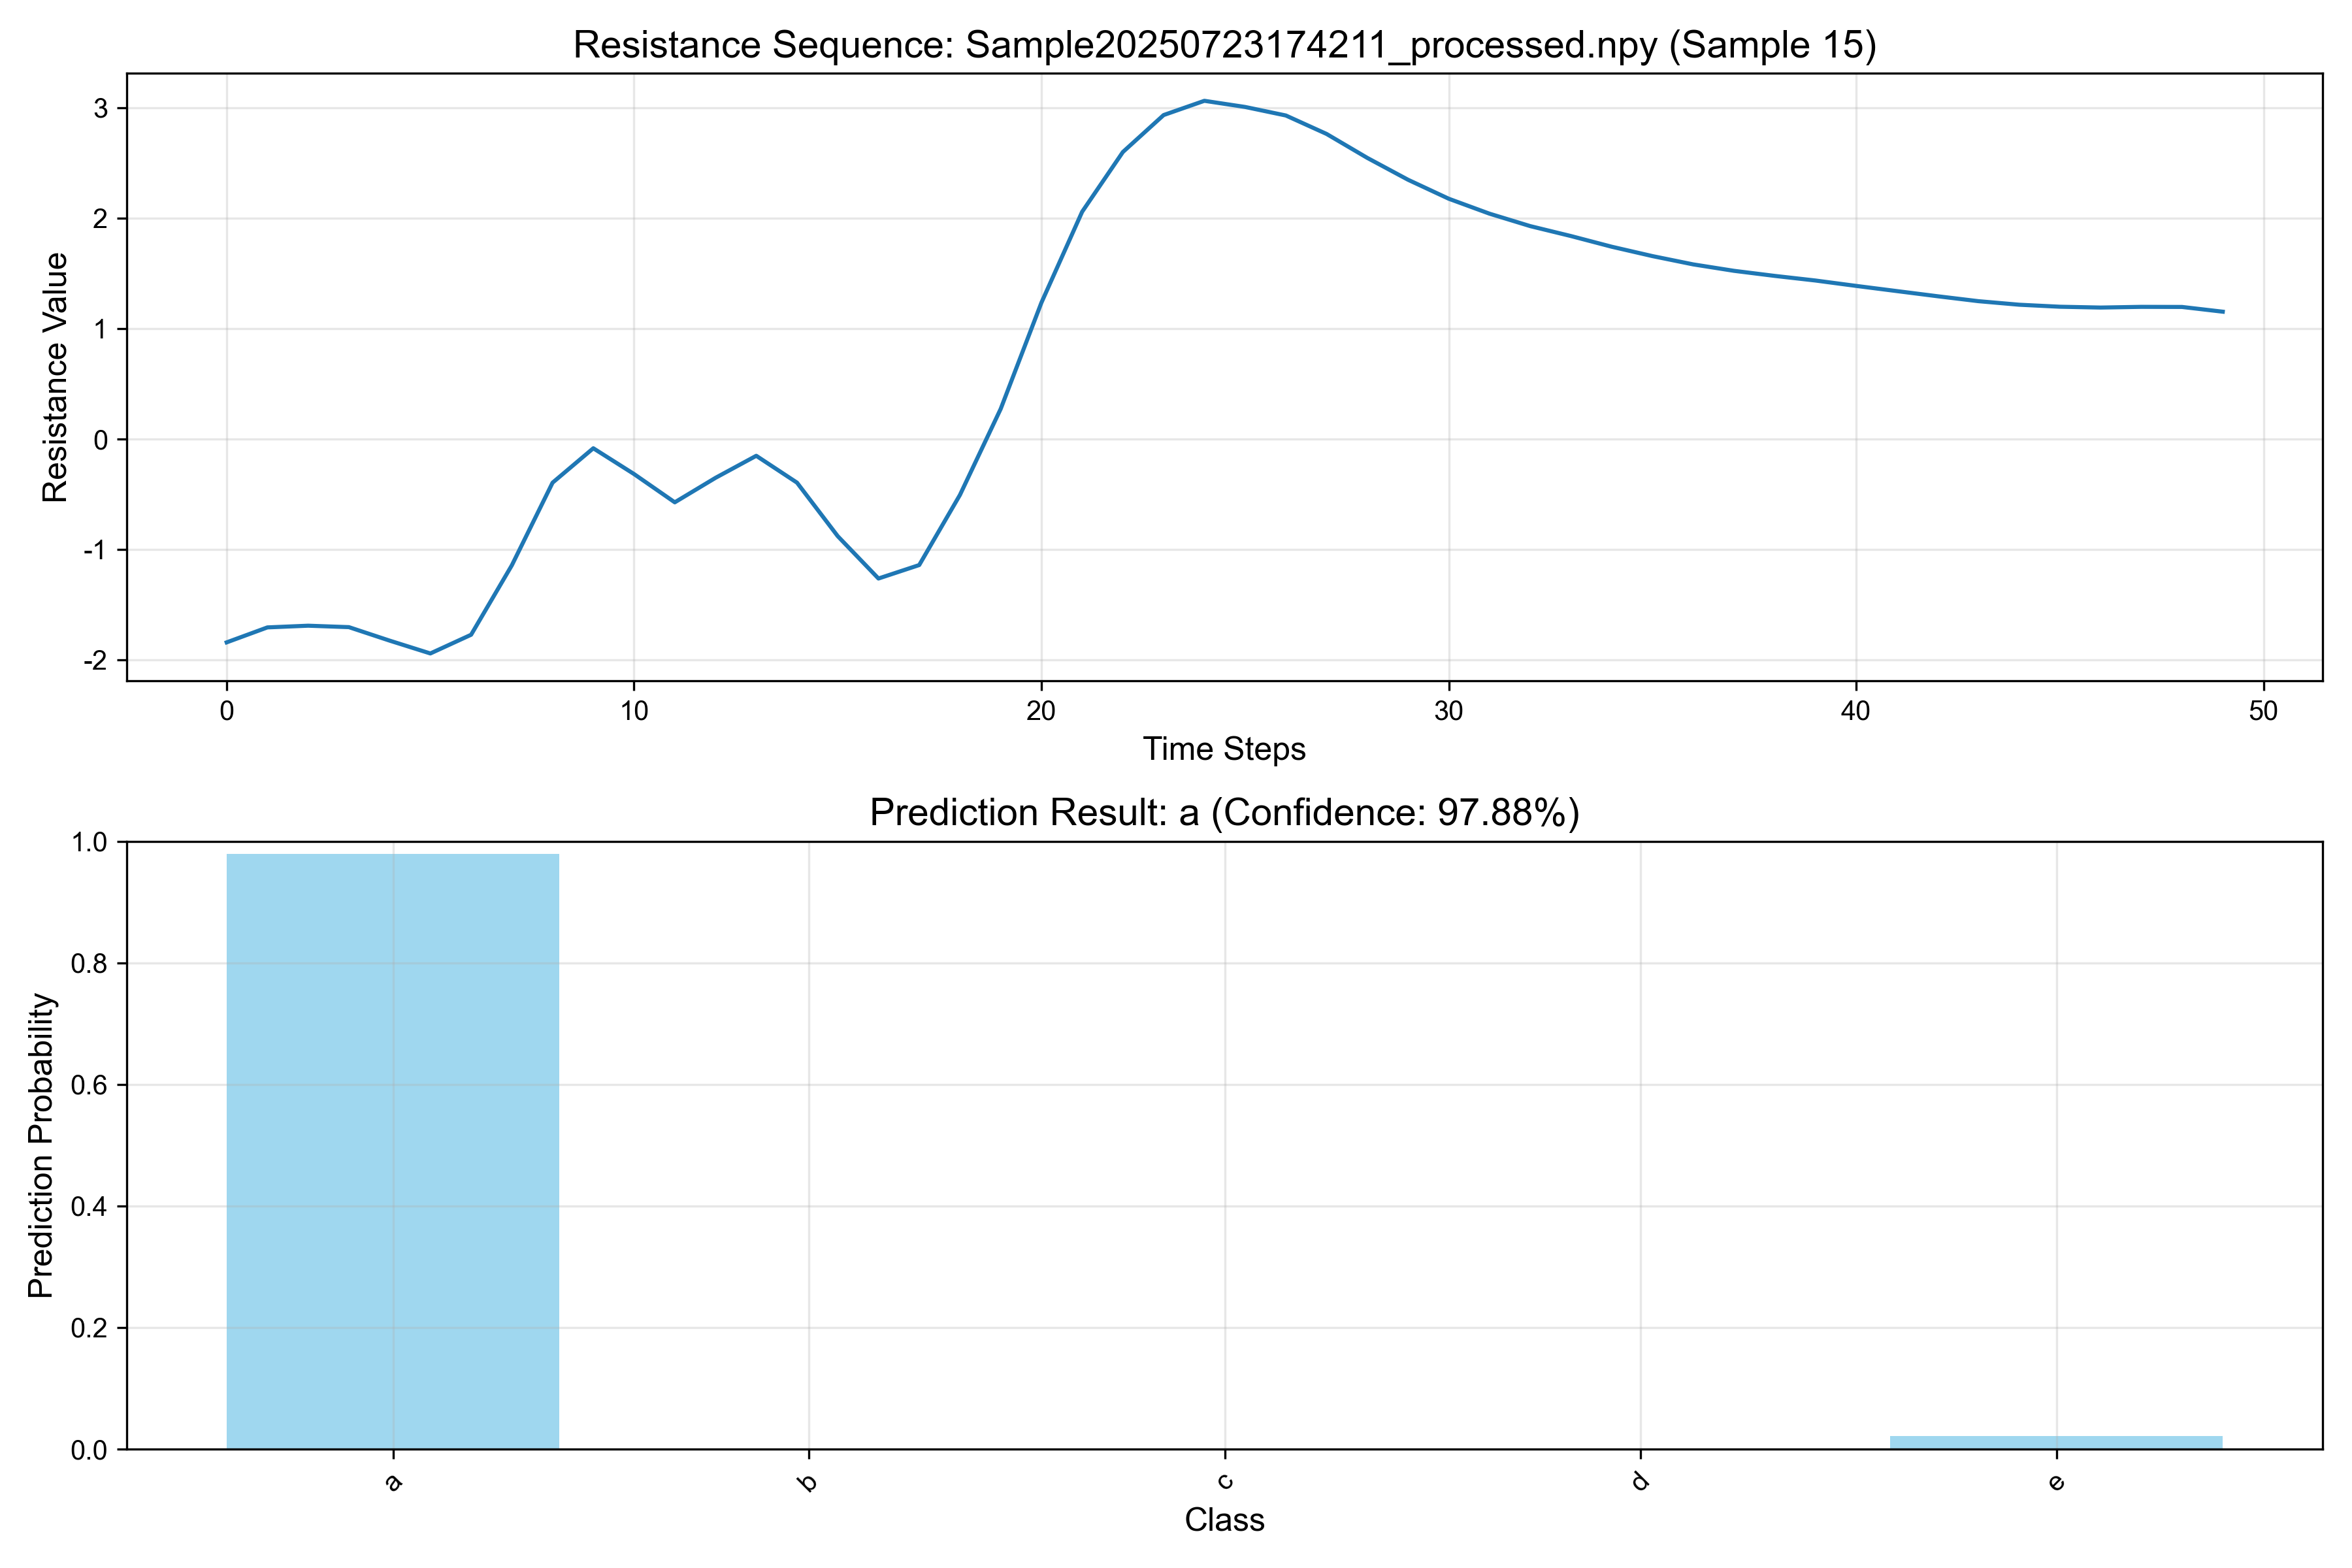 Resistance Sequence: Sample20250723174211_processed.npy (Sample 15)
3
2
1
0
-1
-2
Resistance Value
0 10 20 30 40 50
Time Steps
Prediction Result: a (Confidence: 97.88%)
1.0
0.8
0.6
0.4
0.2
0.0
Prediction Probability
a b c d e
Class